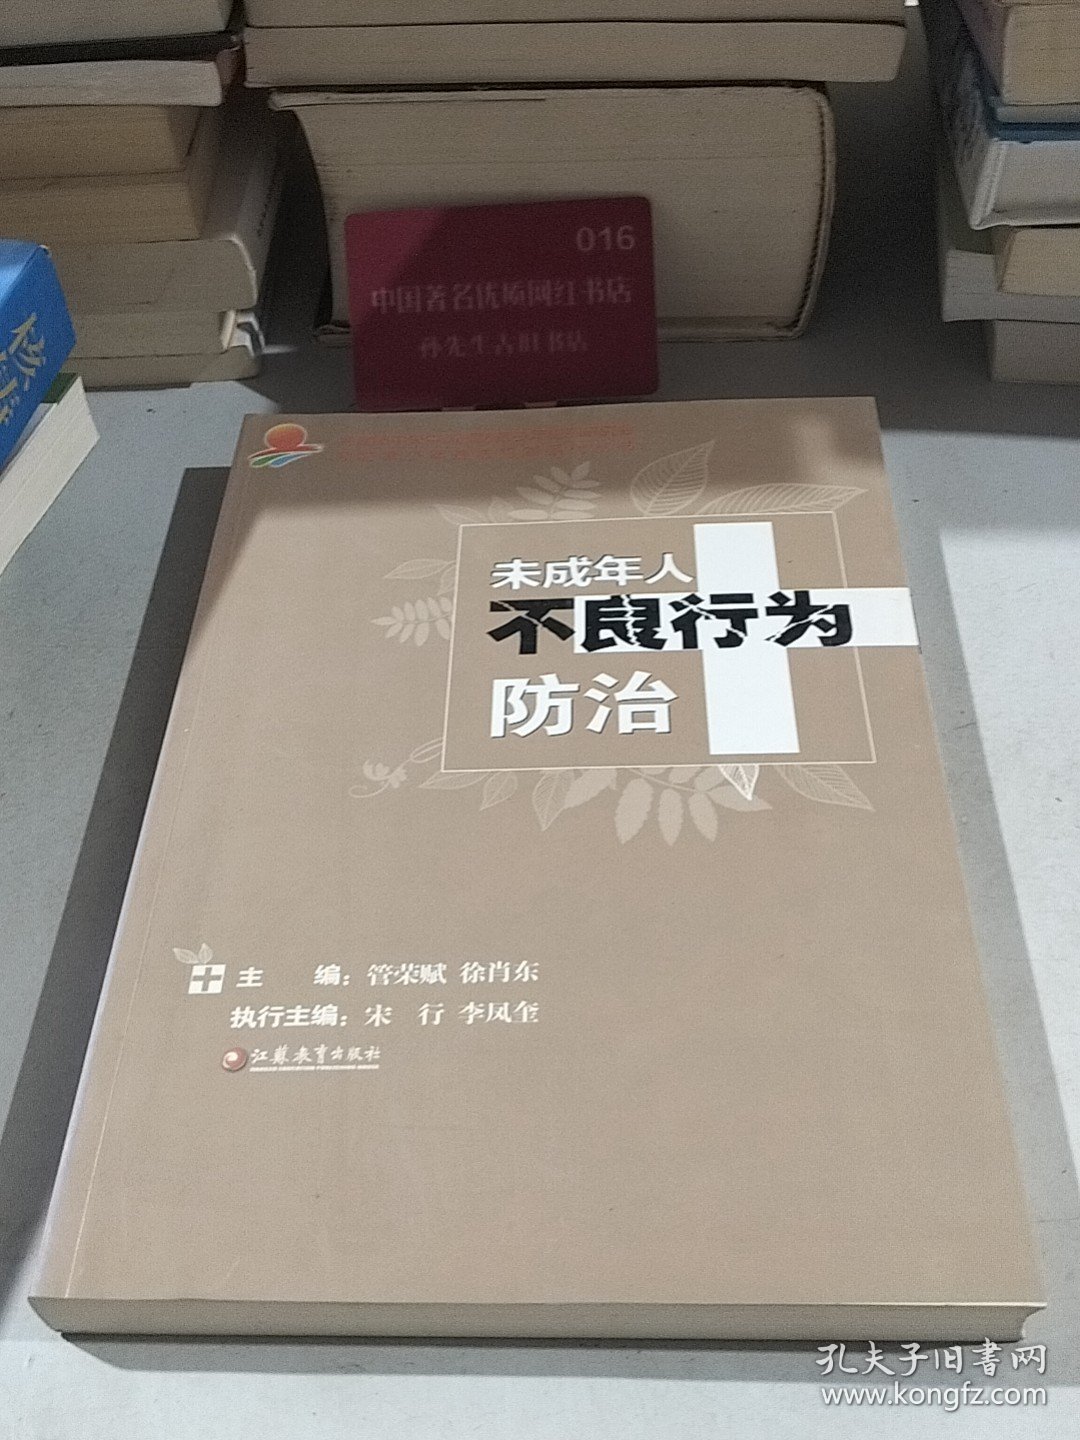 016
中国著名优质网红书店
孙先生古旧书店
未成年人
不良行为
防治
主 编：管荣赋 徐肖东
执行主编：宋 行 李凤奎
江苏教育出版社
孔夫子旧書网
www.kongfz.com